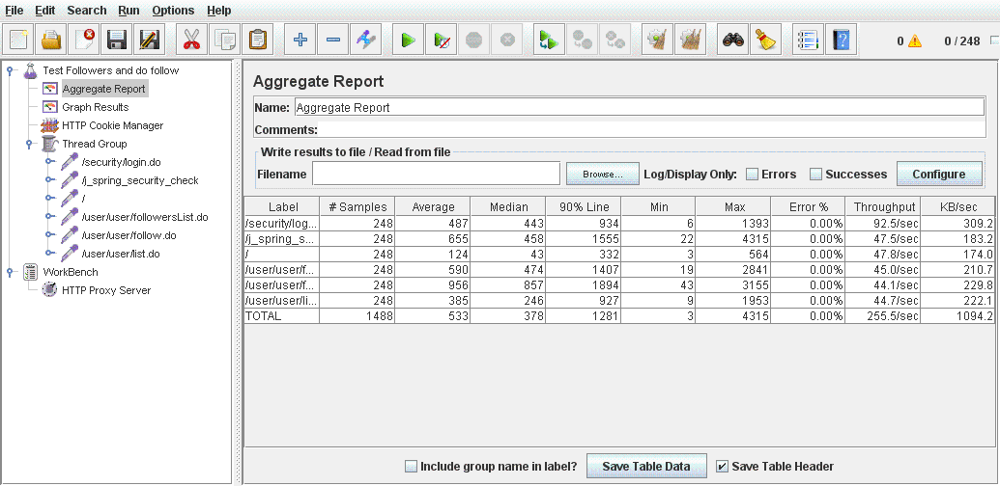 File Edit Search Run Options Help
0 0 / 248
Test Followers and do follow
Aggregate Report
Graph Results
HTTP Cookie Manager
Thread Group
/security/login.do
/j_spring_security_check
/
/user/user/followersList.do
/user/user/follow.do
/user/user/list.do
WorkBench
HTTP Proxy Server
Aggregate Report
Name: Aggregate Report
Comments:
Write results to file / Read from file
Filename Browse... Log/Display Only: Errors Successes Configure
Label # Samples Average Median 90% Line Min Max Error % Throughput KB/sec
/security/log... 248 487 443 934 6 1393 0.00% 92.5/sec 309.2
/j_spring_s... 248 655 458 1555 22 4315 0.00% 47.5/sec 183.2
/ 248 124 43 332 3 564 0.00% 47.8/sec 174.0
/user/user/f... 248 590 474 1407 19 2841 0.00% 45.0/sec 210.7
/user/user/f... 248 956 857 1894 43 3155 0.00% 44.1/sec 229.8
/user/user/li... 248 385 246 927 9 1953 0.00% 44.7/sec 222.1
TOTAL 1488 533 378 1281 3 4315 0.00% 255.5/sec 1094.2
Include group name in label? Save Table Data Save Table Header